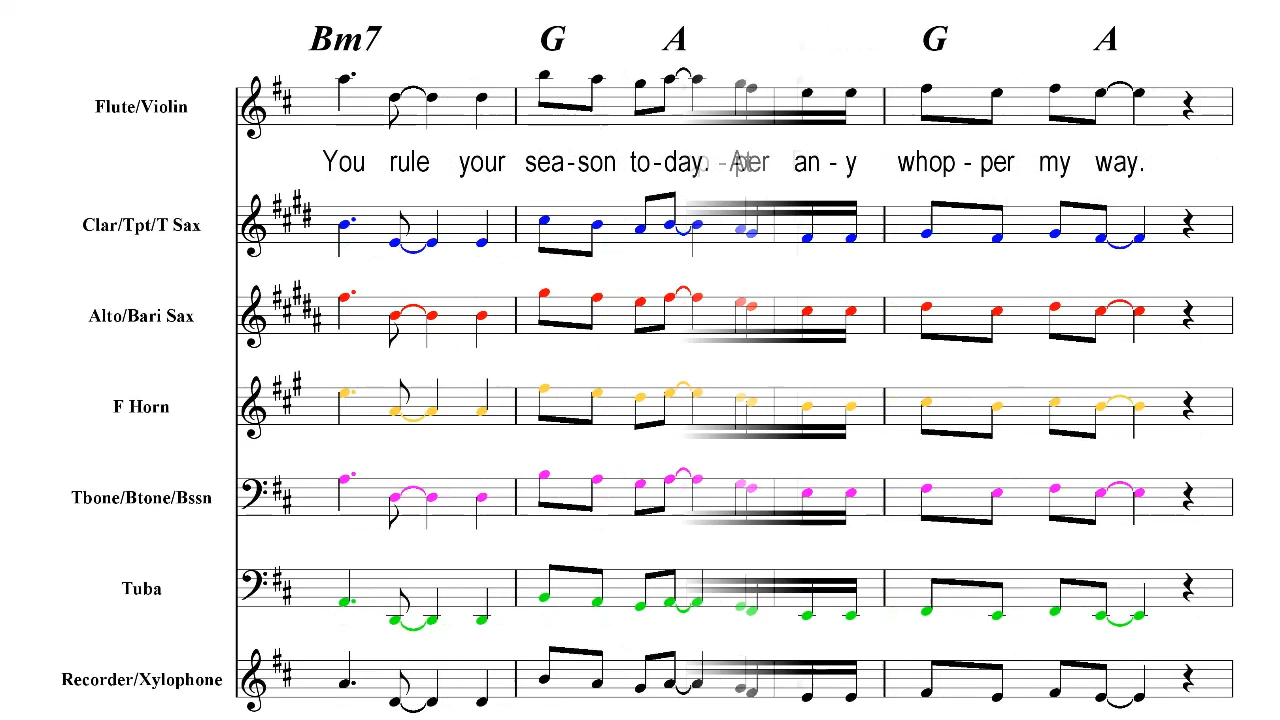 Bm7 G A G A
Flute/Violin
You rule your sea-son to-day. an-y whop-per my way.
Clar/Tpt/T Sax
Alto/Bari Sax
F Horn
Tbone/Btone/Bssn
Tuba
Recorder/Xylophone